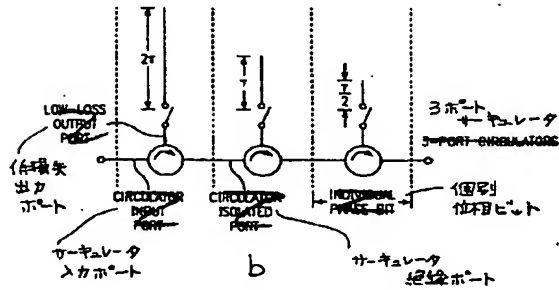 2τ
τ
τ
2
LOW-LOSS
OUTPUT
PORT
低損失
出力
ポート
3ポート
サーキュレータ
3-PORT CIRCULATORS
CIRCULATOR
INPUT
PORT
CIRCULATOR
ISOLATED
PORT
INDIVIDUAL
PHASE BIT
個別
位相ビット
サーキュレータ
入力ポート
b
サーキュレータ
絶縁ポート